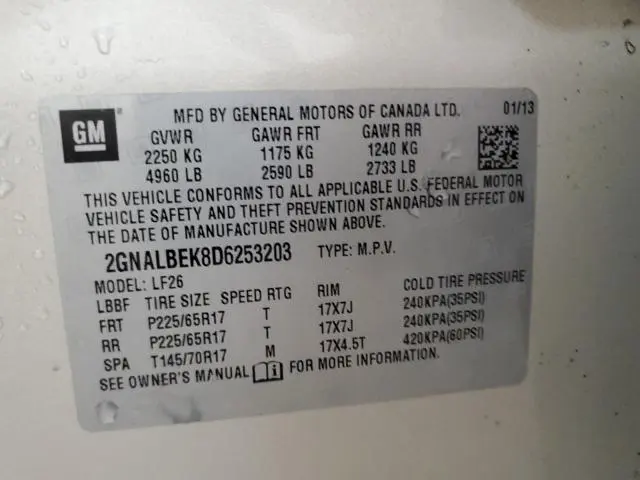 GM
MFD BY GENERAL MOTORS OF CANADA LTD. 01/13
GVWR GAWR FRT GAWR RR
2250 KG 1175 KG 1240 KG
4960 LB 2590 LB 2733 LB
THIS VEHICLE CONFORMS TO ALL APPLICABLE U.S. FEDERAL MOTOR
VEHICLE SAFETY AND THEFT PREVENTION STANDARDS IN EFFECT ON
THE DATE OF MANUFACTURE SHOWN ABOVE.
2GNALBEK8D6253203 TYPE: M.P.V.
MODEL: LF26
LBBF TIRE SIZE SPEED RTG RIM COLD TIRE PRESSURE
FRT P225/65R17 T 17X7J 240KPA(35PSI)
RR P225/65R17 T 17X7J 240KPA(35PSI)
SPA T145/70R17 M 17X4.5T 420KPA(60PSI)
SEE OWNER'S MANUAL FOR MORE INFORMATION.